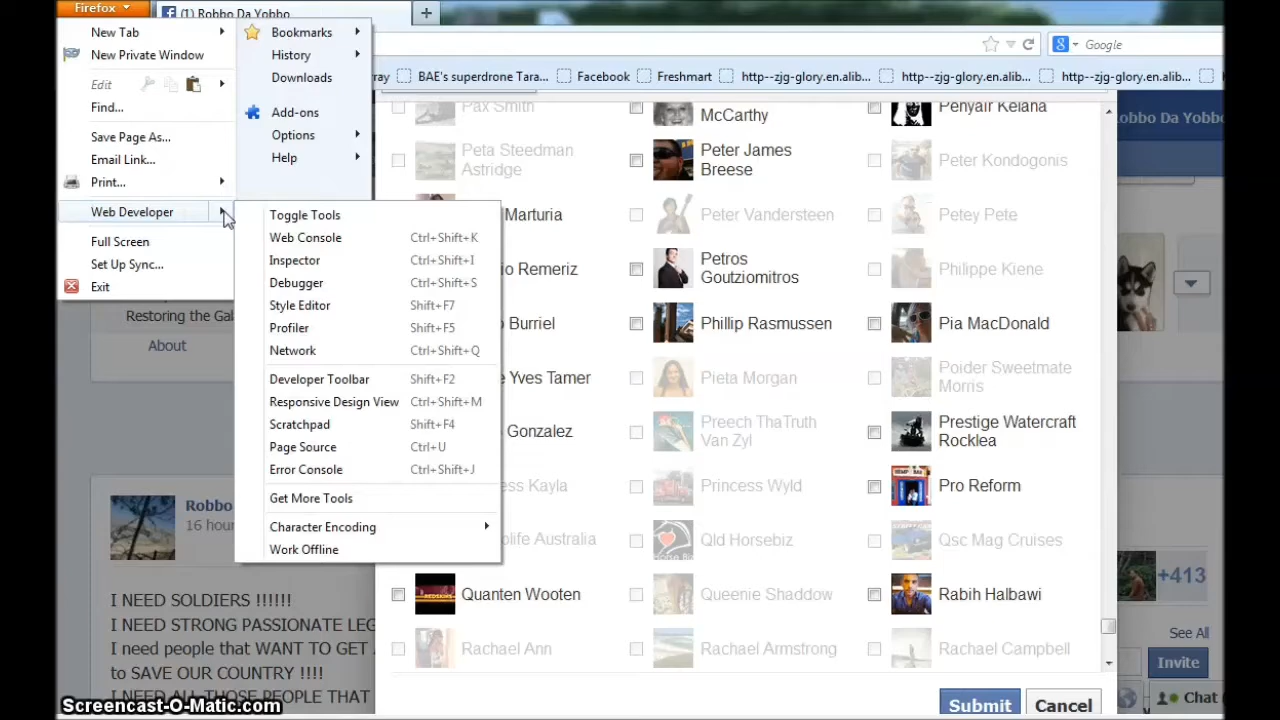 Firefox
(1) Robbo Da Yobbo
New Tab
New Private Window
Edit
Find...
Save Page As...
Email Link...
Print...
Web Developer
Full Screen
Set Up Sync...
Exit
Bookmarks
History
Downloads
Add-ons
Options
Help
Toggle Tools
Web Console Ctrl+Shift+K
Inspector Ctrl+Shift+I
Debugger Ctrl+Shift+S
Style Editor Shift+F7
Profiler Shift+F5
Network Ctrl+Shift+Q
Developer Toolbar Shift+F2
Responsive Design View Ctrl+Shift+M
Scratchpad Shift+F4
Page Source Ctrl+U
Error Console Ctrl+Shift+J
Get More Tools
Character Encoding
Work Offline
Google
BAE's superdrone Tara...
Facebook
Freshmart
http--zjg-glory.en.alib...
http--zjg-glory.en.alib...
http--zjg-glory.en.alib...
Pax Smith
McCarthy
Penyair Kelana
Peta Steedman
Astridge
Peter James
Breese
Peter Kondogonis
Marturia
Peter Vandersteen
Petey Pete
Remeriz
Petros
Goutziomitros
Philippe Kiene
Burriel
Phillip Rasmussen
Pia MacDonald
Yves Tamer
Pieta Morgan
Poider Sweetmate
Morris
Gonzalez
Preech ThaTruth
Van Zyl
Prestige Watercraft
Rocklea
Kayla
Princess Wyld
Pro Reform
Australia
Qld Horsebiz
Qsc Mag Cruises
Quanten Wooten
Queenie Shaddow
Rabih Halbawi
Rachael Ann
Rachael Armstrong
Rachael Campbell
Submit
Cancel
obbo Da Yobbo
+413
See All
Invite
Chat
Restoring the Gal
About
Robbo
16 hour
I NEED SOLDIERS !!!!!!
I NEED STRONG PASSIONATE LEG
I need people that WANT TO GET
to SAVE OUR COUNTRY !!!!
I NEED ALL THOSE PEOPLE THAT
Screencast-O-Matic.com